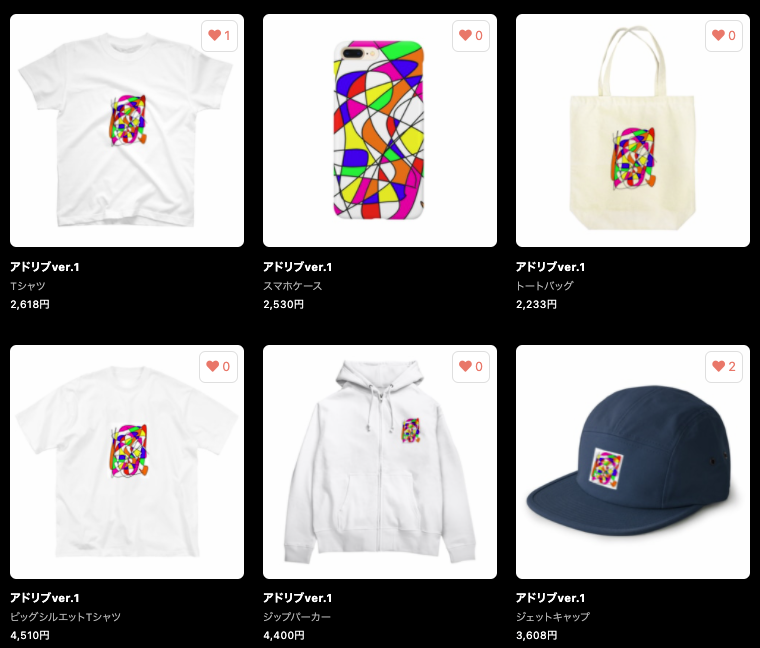 1
0
0
アドリブver.1
アドリブver.1
アドリブver.1
Tシャツ
スマホケース
トートバッグ
2,618円
2,530円
2,233円
0
0
2
アドリブver.1
アドリブver.1
アドリブver.1
ビッグシルエットTシャツ
ジップパーカー
ジェットキャップ
4,510円
4,400円
3,608円